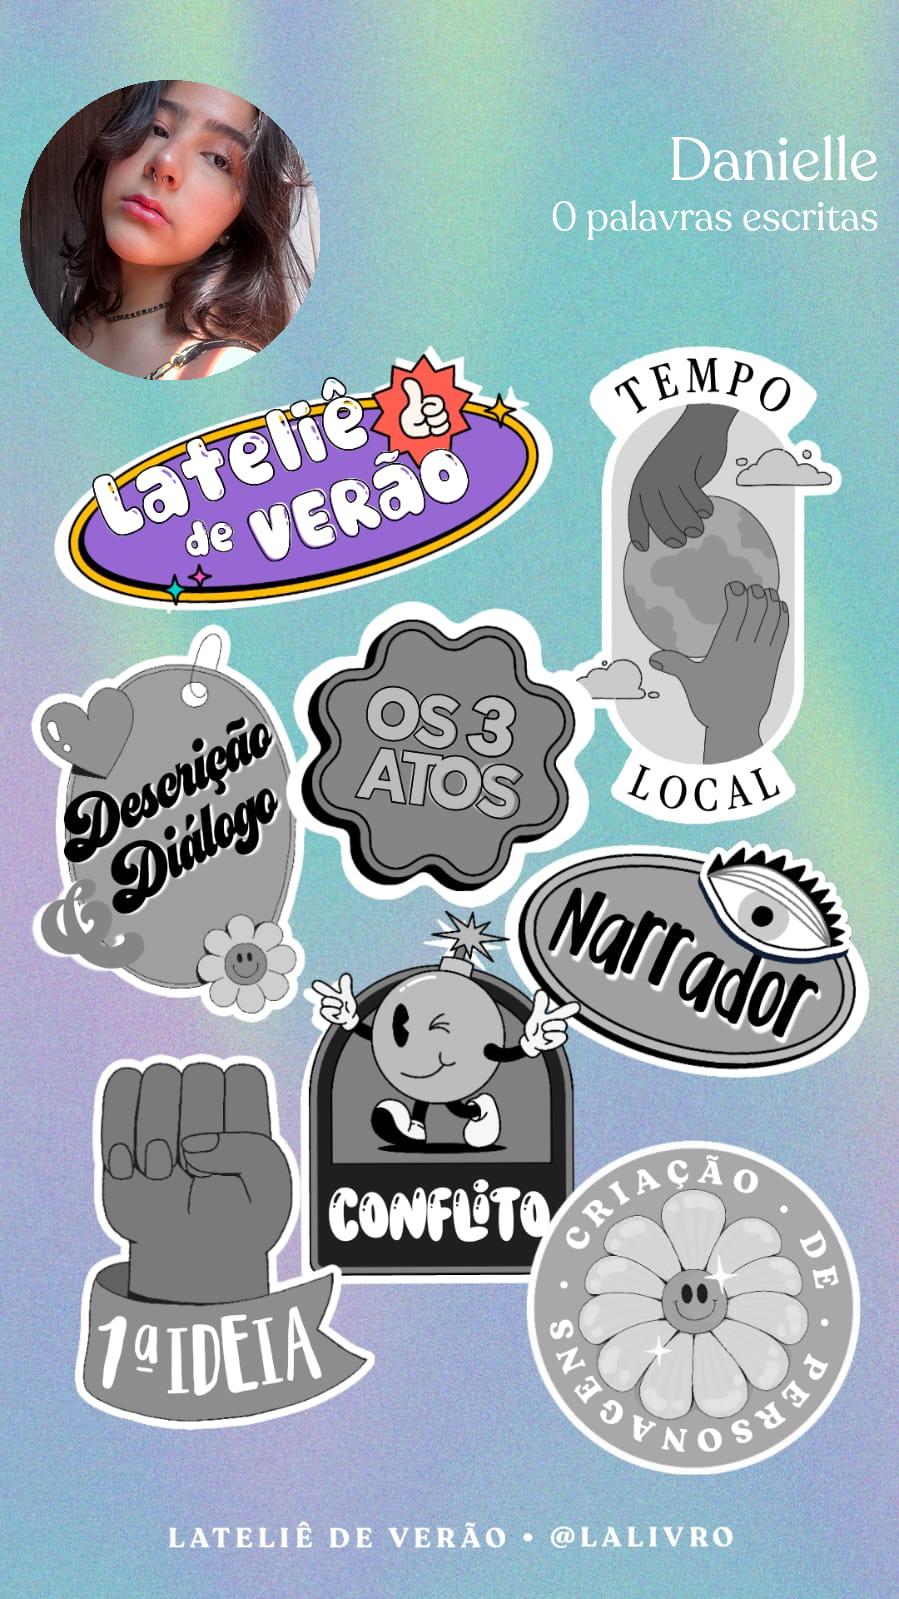 Danielle
0 palavras escritas
Lateliê
de VERÃO
TEMPO
LOCAL
OS 3
ATOS
Descrição
&
Diálogo
Narrador
CONFLITO
1ª IDEIA
CRIAÇÃO · DE · PERSONAGENS ·
LATELIÊ DE VERÃO • @LALIVRO